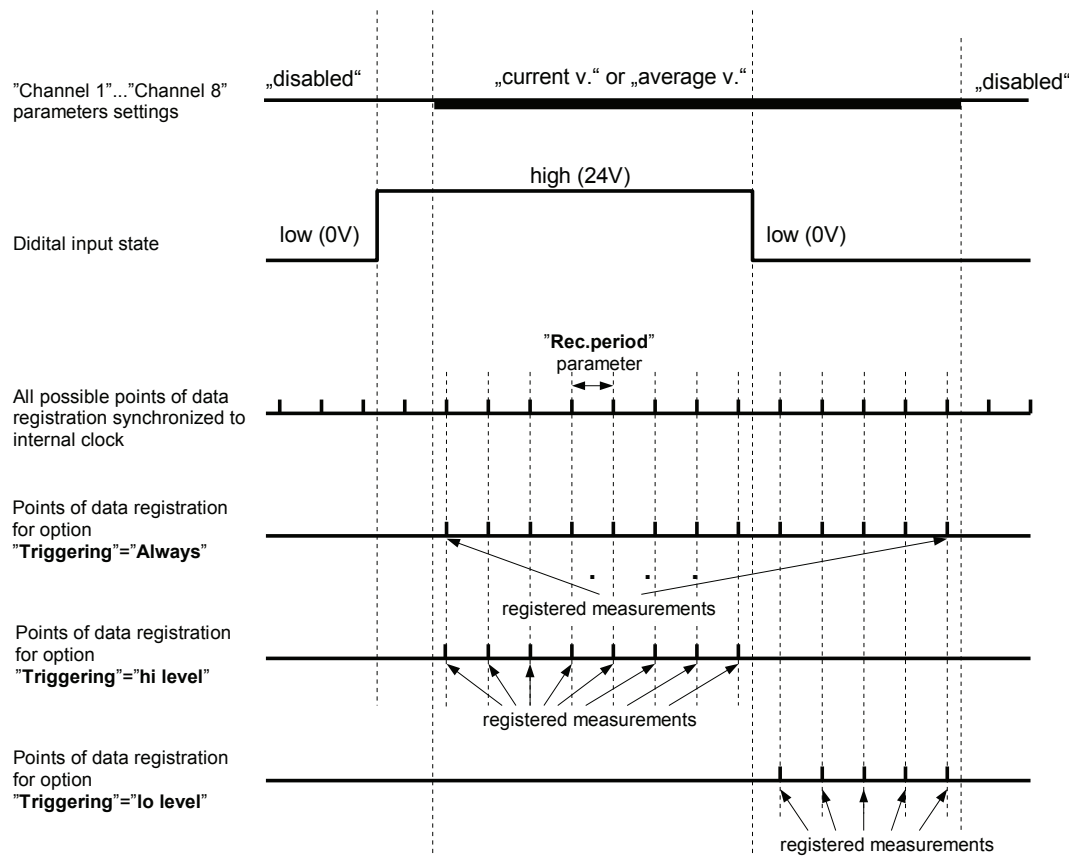 „disabled“
„current v.“ or „average v.“
„disabled“
”Channel 1”...”Channel 8”
parameters settings
high (24V)
Didital input state
low (0V)
low (0V)
”Rec.period”
parameter
All possible points of data
registration synchronized to
internal clock
Points of data registration
for option
”Triggering”=”Always”
. . .
registered measurements
Points of data registration
for option
”Triggering”=”hi level”
registered measurements
Points of data registration
for option
”Triggering”=”lo level”
registered measurements